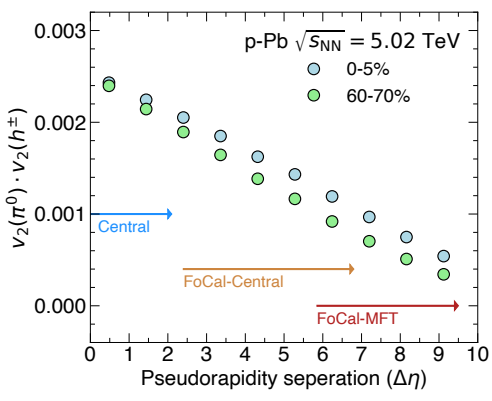 p-Pb √s_NN = 5.02 TeV
0-5%
60-70%
0.003
0.002
0.001
0.000
v₂(π⁰) · v₂(h^±)
Central
FoCal-Central
FoCal-MFT
0 1 2 3 4 5 6 7 8 9 10
Pseudorapidity seperation (Δη)